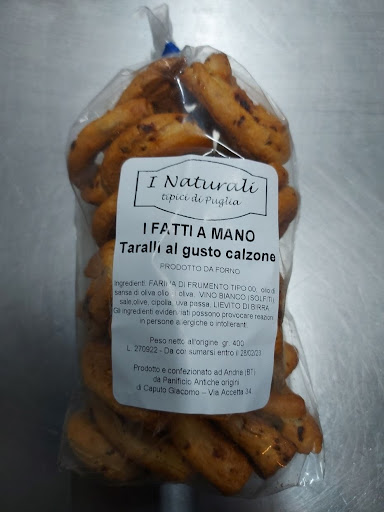 I Naturali
tipici di Puglia
I FATTI A MANO
Taralli al gusto calzone
PRODOTTO DA FORNO
Ingredienti: FARINA DI FRUMENTO TIPO 00, olio di
sansa di oliva olio di oliva, VINO BIANCO (SOLFITI),
sale, olive, cipolla, uva passa, LIEVITO DI BIRRA
Gli ingredienti evidenziati possono provocare reazioni
in persone allergiche o intolleranti.
Peso netto all'origine gr. 400
L. 270922 - Da consumarsi entro il 28/02/23
Prodotto e confezionato ad Andria (BT)
da Panificio Antiche origini
di Caputo Giacomo – Via Accetta 34